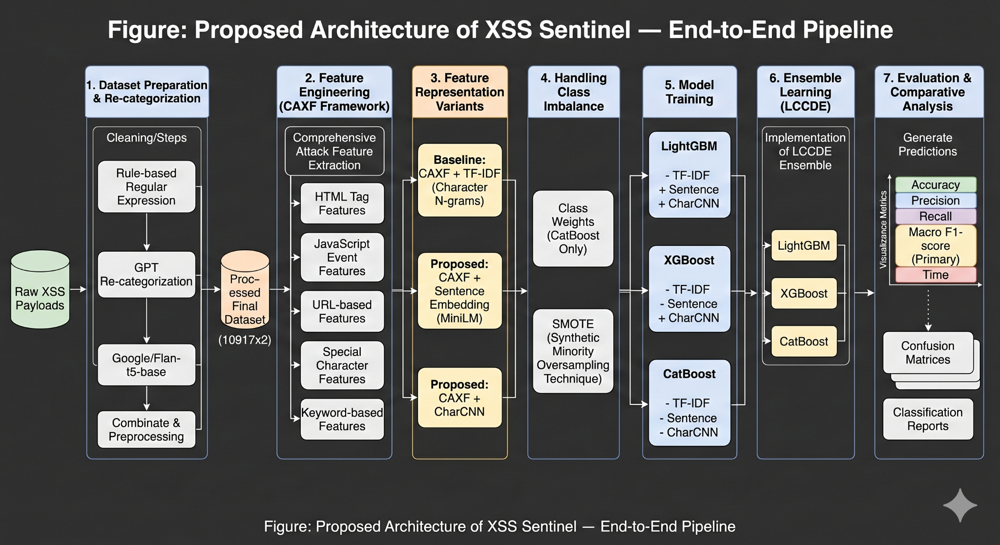 Figure: Proposed Architecture of XSS Sentinel — End-to-End Pipeline
1. Dataset Preparation
& Re-categorization
Cleaning/Steps
Rule-based
Regular
Expression
GPT
Re-categorization
Google/Flan-
t5-base
Combinate &
Preprocessing
Raw XSS
Payloads
Proc–
essed
Final
Dataset
(10917x2)
2. Feature
Engineering
(CAXF Framework)
Comprehensive
Attack Feature
Extraction
HTML Tag
Features
JavaScript
Event
Features
URL-based
Features
Special
Character
Features
Keyword-based
Features
3. Feature
Representation
Variants
Baseline:
CAXF + TF-IDF
(Character
N-grams)
Proposed:
CAXF +
Sentence
Embedding
(MiniLM)
Proposed:
CAXF +
CharCNN
4. Handling
Class
Imbalance
Class
Weights
(CatBoost
Only)
SMOTE
(Synthetic
Minority
Oversampling
Technique)
5. Model
Training
LightGBM
- TF-IDF
+ Sentence
+ CharCNN
XGBoost
- TF-IDF
- Sentence
+ CharCNN
CatBoost
- TF-IDF
- Sentence
- CharCNN
6. Ensemble
Learning
(LCCDE)
Implementation
of LCCDE
Ensemble
LightGBM
XGBoost
CatBoost
7. Evaluation &
Comparative
Analysis
Generate
Predictions
Visualizance Metrics
Accuracy
Precision
Recall
Macro F1-
score
(Primary)
Time
Confusion
Matrices
Classification
Reports
Figure: Proposed Architecture of XSS Sentinel — End-to-End Pipeline